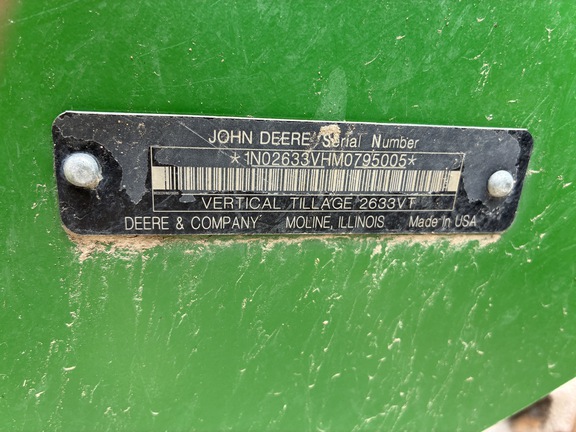 JOHN DEERE Serial Number
*1N02633VHM0795005*
VERTICAL TILLAGE 2633VT
DEERE & COMPANY MOLINE, ILLINOIS Made In USA